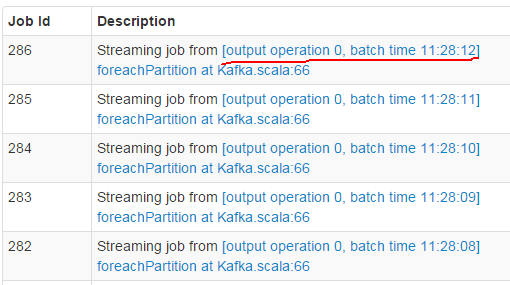 Job Id Description
286 Streaming job from [output operation 0, batch time 11:28:12]
foreachPartition at Kafka.scala:66
285 Streaming job from [output operation 0, batch time 11:28:11]
foreachPartition at Kafka.scala:66
284 Streaming job from [output operation 0, batch time 11:28:10]
foreachPartition at Kafka.scala:66
283 Streaming job from [output operation 0, batch time 11:28:09]
foreachPartition at Kafka.scala:66
282 Streaming job from [output operation 0, batch time 11:28:08]
foreachPartition at Kafka.scala:66